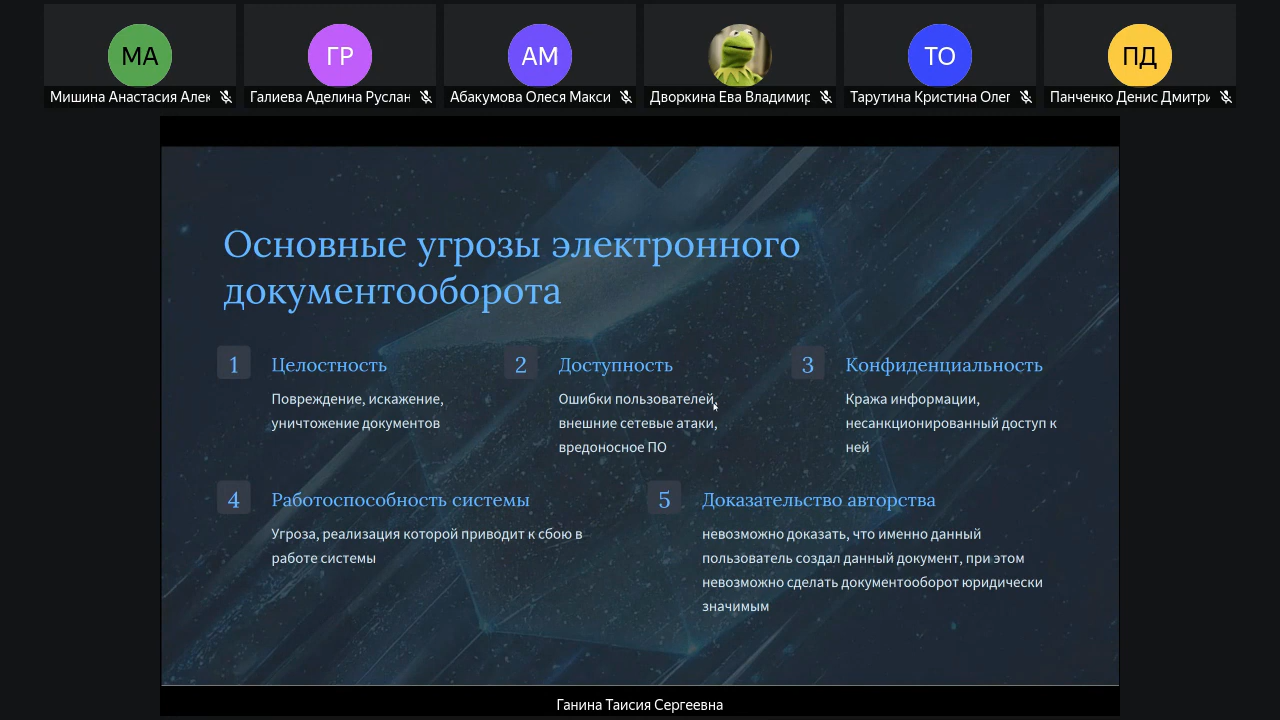 МА
ГР
АМ
ТО
ПД
Мишина Анастасия Алек
Галиева Аделина Руслан
Абакумова Олеся Макси
Дворкина Ева Владимир
Тарутина Кристина Олег
Панченко Денис Дмитри
Основные угрозы электронного
документооборота
1
Целостность
Повреждение, искажение,
уничтожение документов
2
Доступность
Ошибки пользователей,
внешние сетевые атаки,
вредоносное ПО
3
Конфиденциальность
Кража информации,
несанкционированный доступ к
ней
4
Работоспособность системы
Угроза, реализация которой приводит к сбою в
работе системы
5
Доказательство авторства
невозможно доказать, что именно данный
пользователь создал данный документ, при этом
невозможно сделать документооборот юридически
значимым
Ганина Таисия Сергеевна